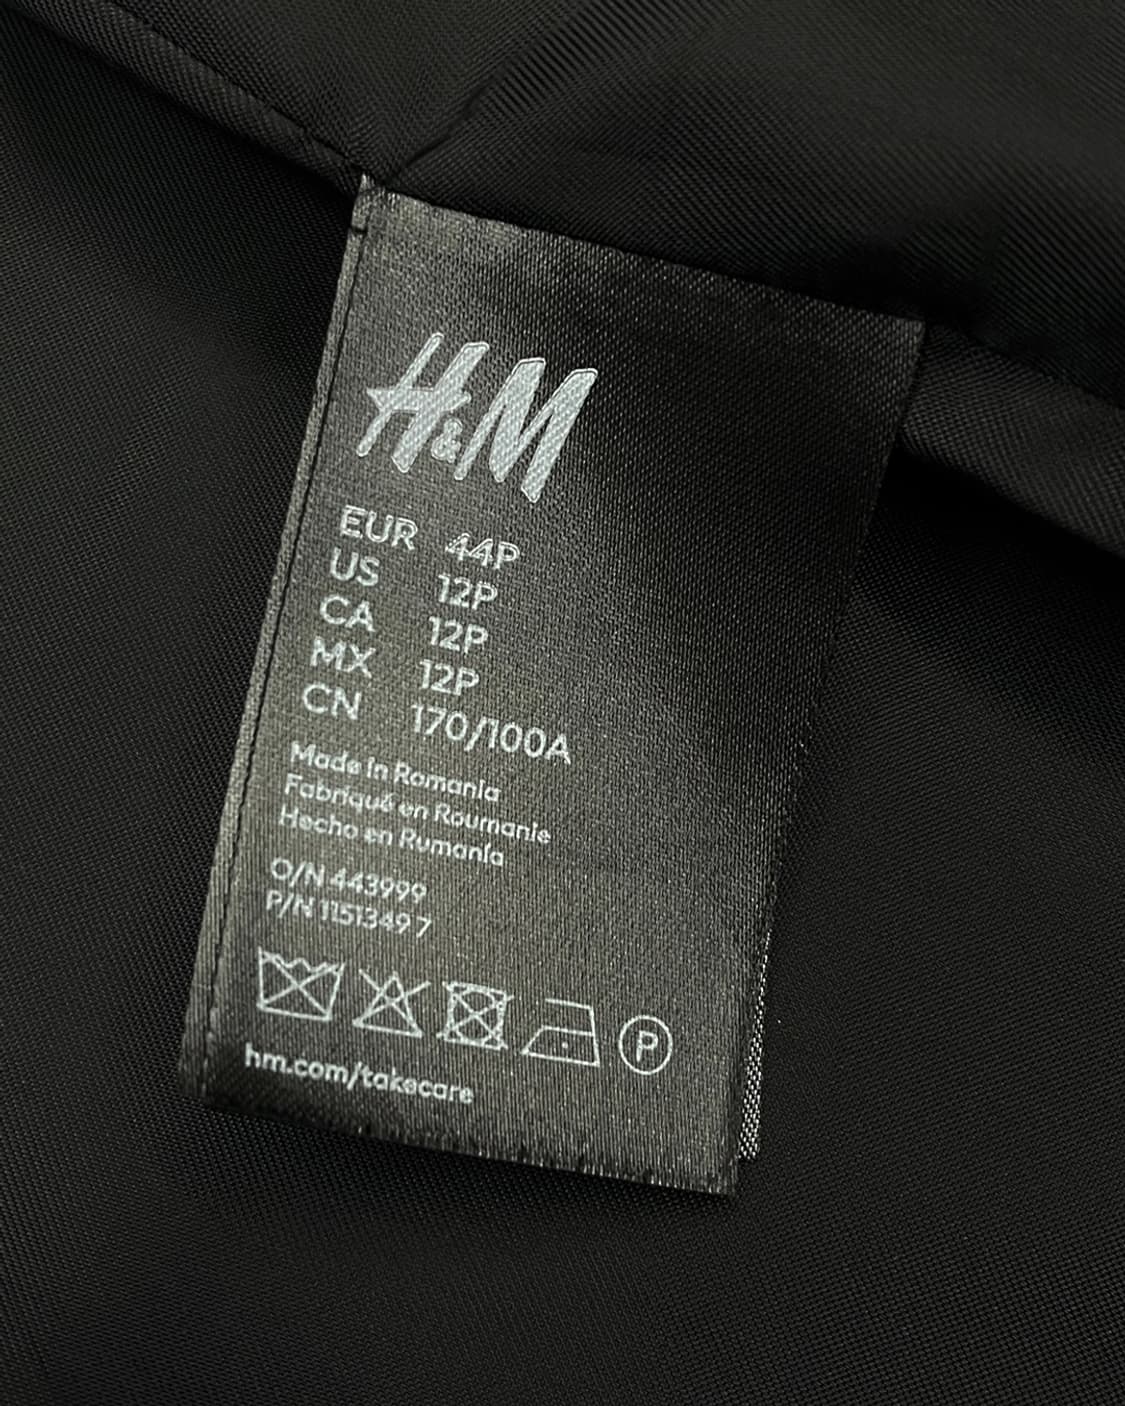 H&M
EUR 44P
US 12P
CA 12P
MX 12P
CN 170/100A
Made in Romania
Fabriqué en Roumanie
Hecho en Rumanía
O/N 443999
P/N 1151349 7
P
hm.com/takecare